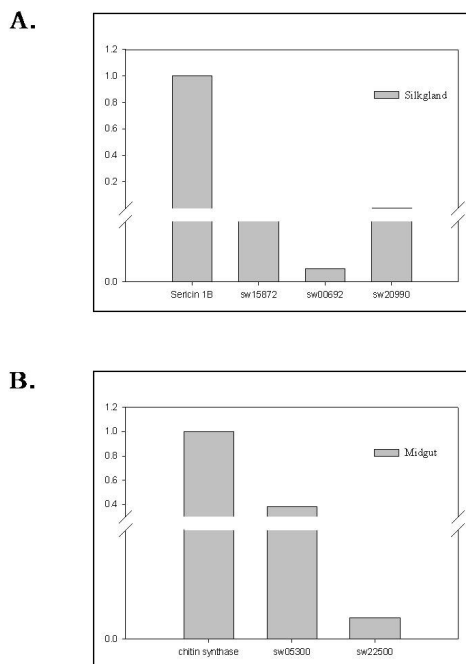 A.
1.2
1.0
0.8
0.6
0.4
0.2
0.0
Silkgland
Sericin 1B
sw15872
sw00692
sw20990
B.
1.2
1.0
0.8
0.6
0.4
0.0
Midgut
chitin synthase
sw05300
sw22500